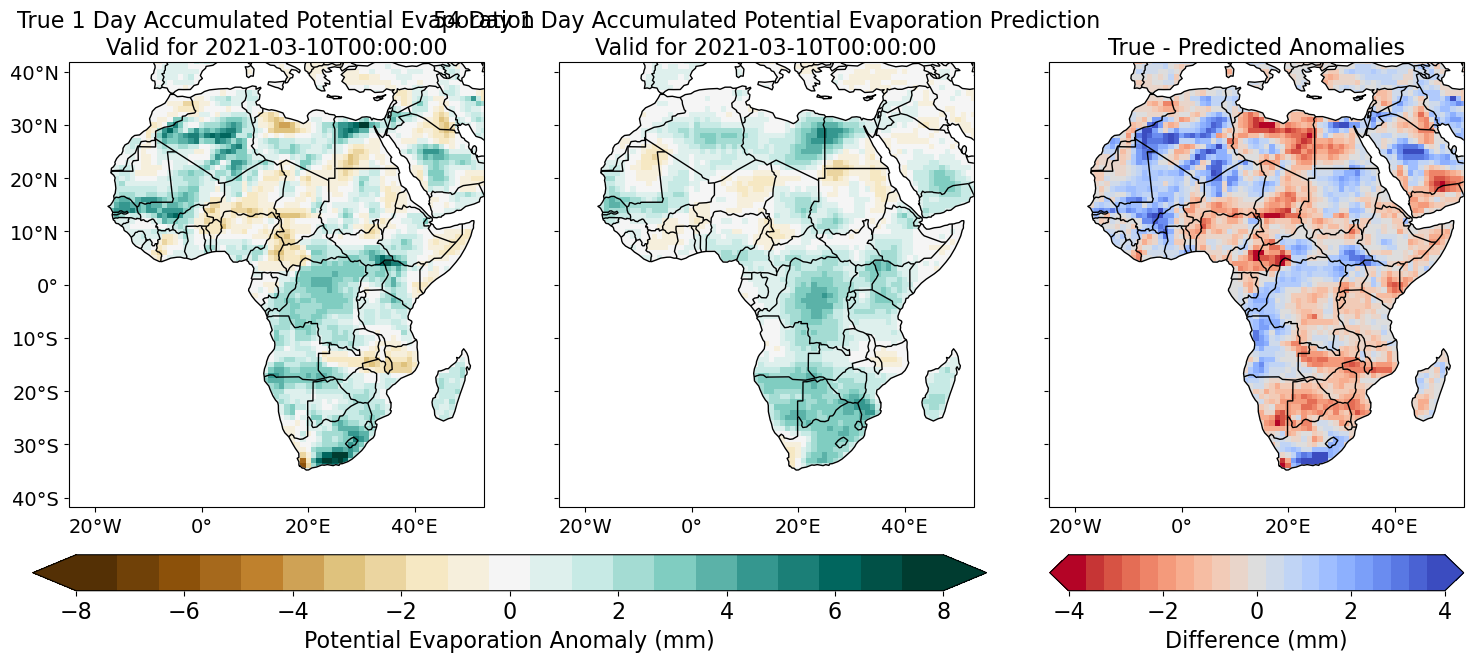 True 1 Day Accumulated Potential Evaporation
Valid for 2021-03-10T00:00:00
54 Day 1 Day Accumulated Potential Evaporation Prediction
Valid for 2021-03-10T00:00:00
True - Predicted Anomalies
40°N
30°N
20°N
10°N
0°
10°S
20°S
30°S
40°S
20°W 0° 20°E 40°E
20°W 0° 20°E 40°E
20°W 0° 20°E 40°E
−8 −6 −4 −2 0 2 4 6 8
Potential Evaporation Anomaly (mm)
−4 −2 0 2 4
Difference (mm)